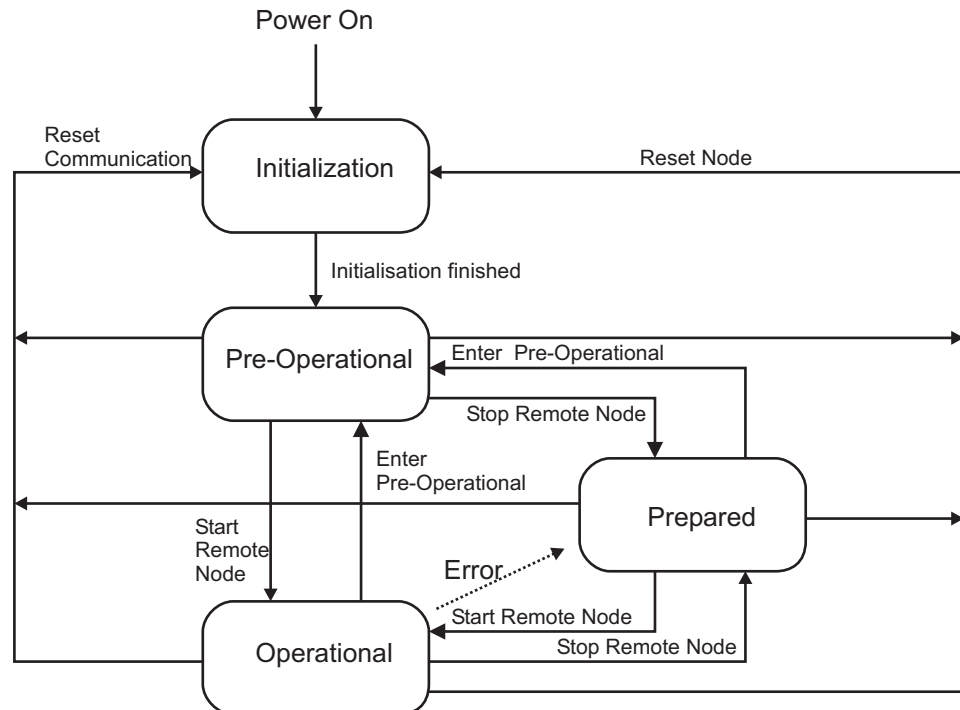 Power On
Reset
Communication
Initialization
Reset Node
Initialisation finished
Pre-Operational
Enter Pre-Operational
Stop Remote Node
Enter
Pre-Operational
Prepared
Start
Remote
Node
Error
Start Remote Node
Operational
Stop Remote Node